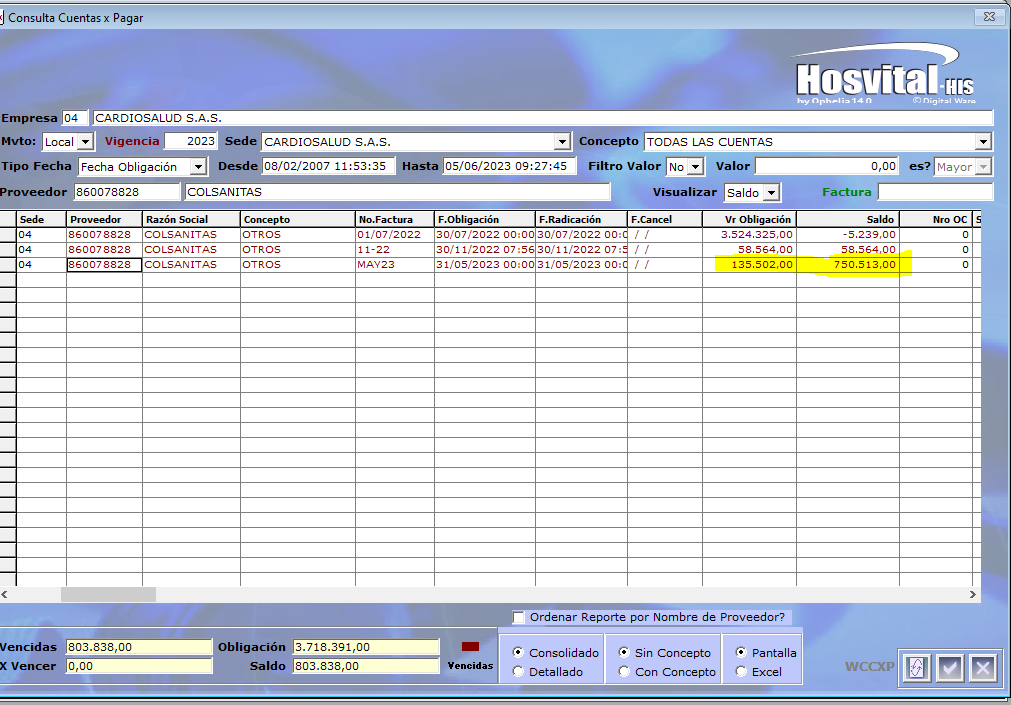 Consulta Cuentas x Pagar
Hosvital-HIS
by Ophelia 14.0 © Digital Ware
Empresa 04 CARDIOSALUD S.A.S.
Mvto: Local Vigencia 2023 Sede CARDIOSALUD S.A.S. Concepto TODAS LAS CUENTAS
Tipo Fecha Fecha Obligación Desde 08/02/2007 11:53:35 Hasta 05/06/2023 09:27:45 Filtro Valor No Valor 0,00 es? Mayor
Proveedor 860078828 COLSANITAS Visualizar Saldo Factura
Sede Proveedor Razón Social Concepto No.Factura F.Obligación F.Radicación F.Cancel Vr Obligación Saldo Nro OC S
04 860078828 COLSANITAS OTROS 01/07/2022 30/07/2022 00:00 30/07/2022 00:0 / / 3.524.325,00 -5.239,00 0
04 860078828 COLSANITAS OTROS 11-22 30/11/2022 07:56 30/11/2022 07:5 / / 58.564,00 58.564,00 0
04 860078828 COLSANITAS OTROS MAY23 31/05/2023 00:00 31/05/2023 00:0 / / 135.502,00 750.513,00 0
Ordenar Reporte por Nombre de Proveedor?
Vencidas 803.838,00 Obligación 3.718.391,00
X Vencer 0,00 Saldo 803.838,00 Vencidas
Consolidado Sin Concepto Pantalla
Detallado Con Concepto Excel
WCCXP